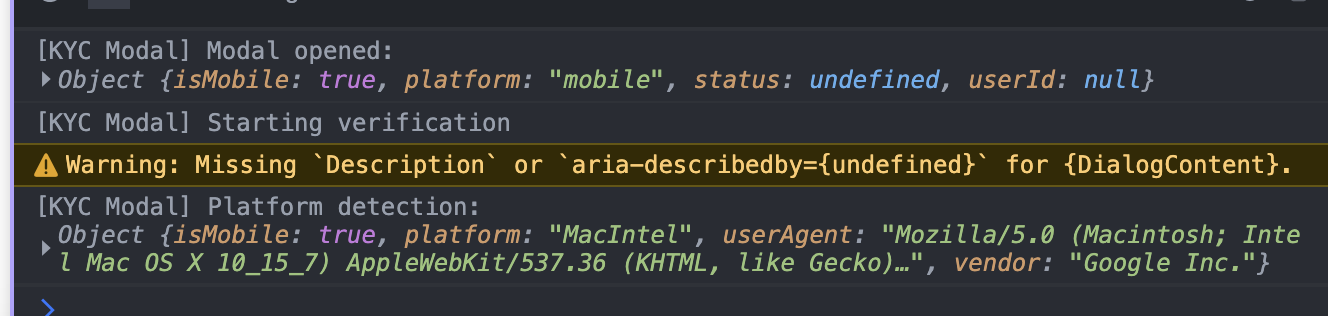 [KYC Modal] Modal opened:
Object {isMobile: true, platform: "mobile", status: undefined, userId: null}
[KYC Modal] Starting verification
Warning: Missing `Description` or `aria-describedby={undefined}` for {DialogContent}.
[KYC Modal] Platform detection:
Object {isMobile: true, platform: "MacIntel", userAgent: "Mozilla/5.0 (Macintosh; Inte
l Mac OS X 10_15_7) AppleWebKit/537.36 (KHTML, like Gecko)…", vendor: "Google Inc."}